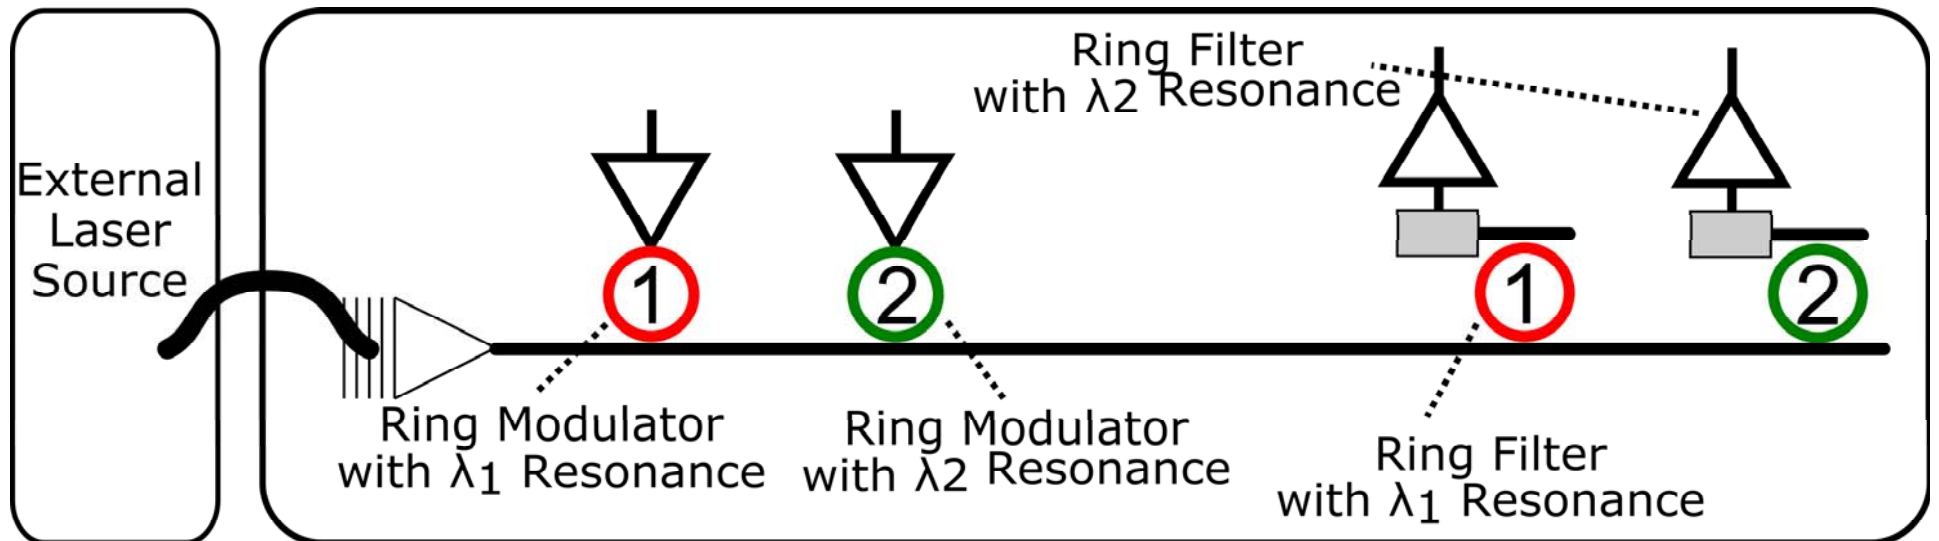 External
Laser
Source
Ring Filter
with λ2 Resonance
1
2
1
2
Ring Modulator
with λ1 Resonance
Ring Modulator
with λ2 Resonance
Ring Filter
with λ1 Resonance